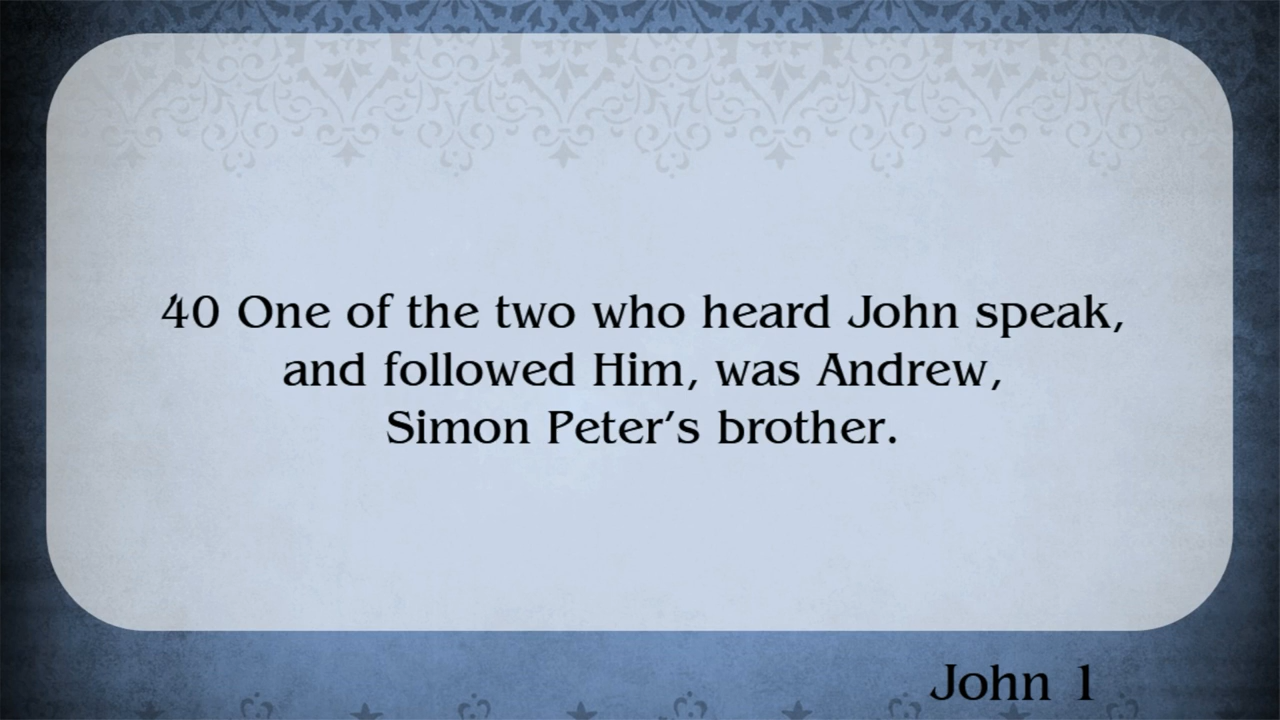 40 One of the two who heard John speak,
and followed Him, was Andrew,
Simon Peter’s brother.
John 1